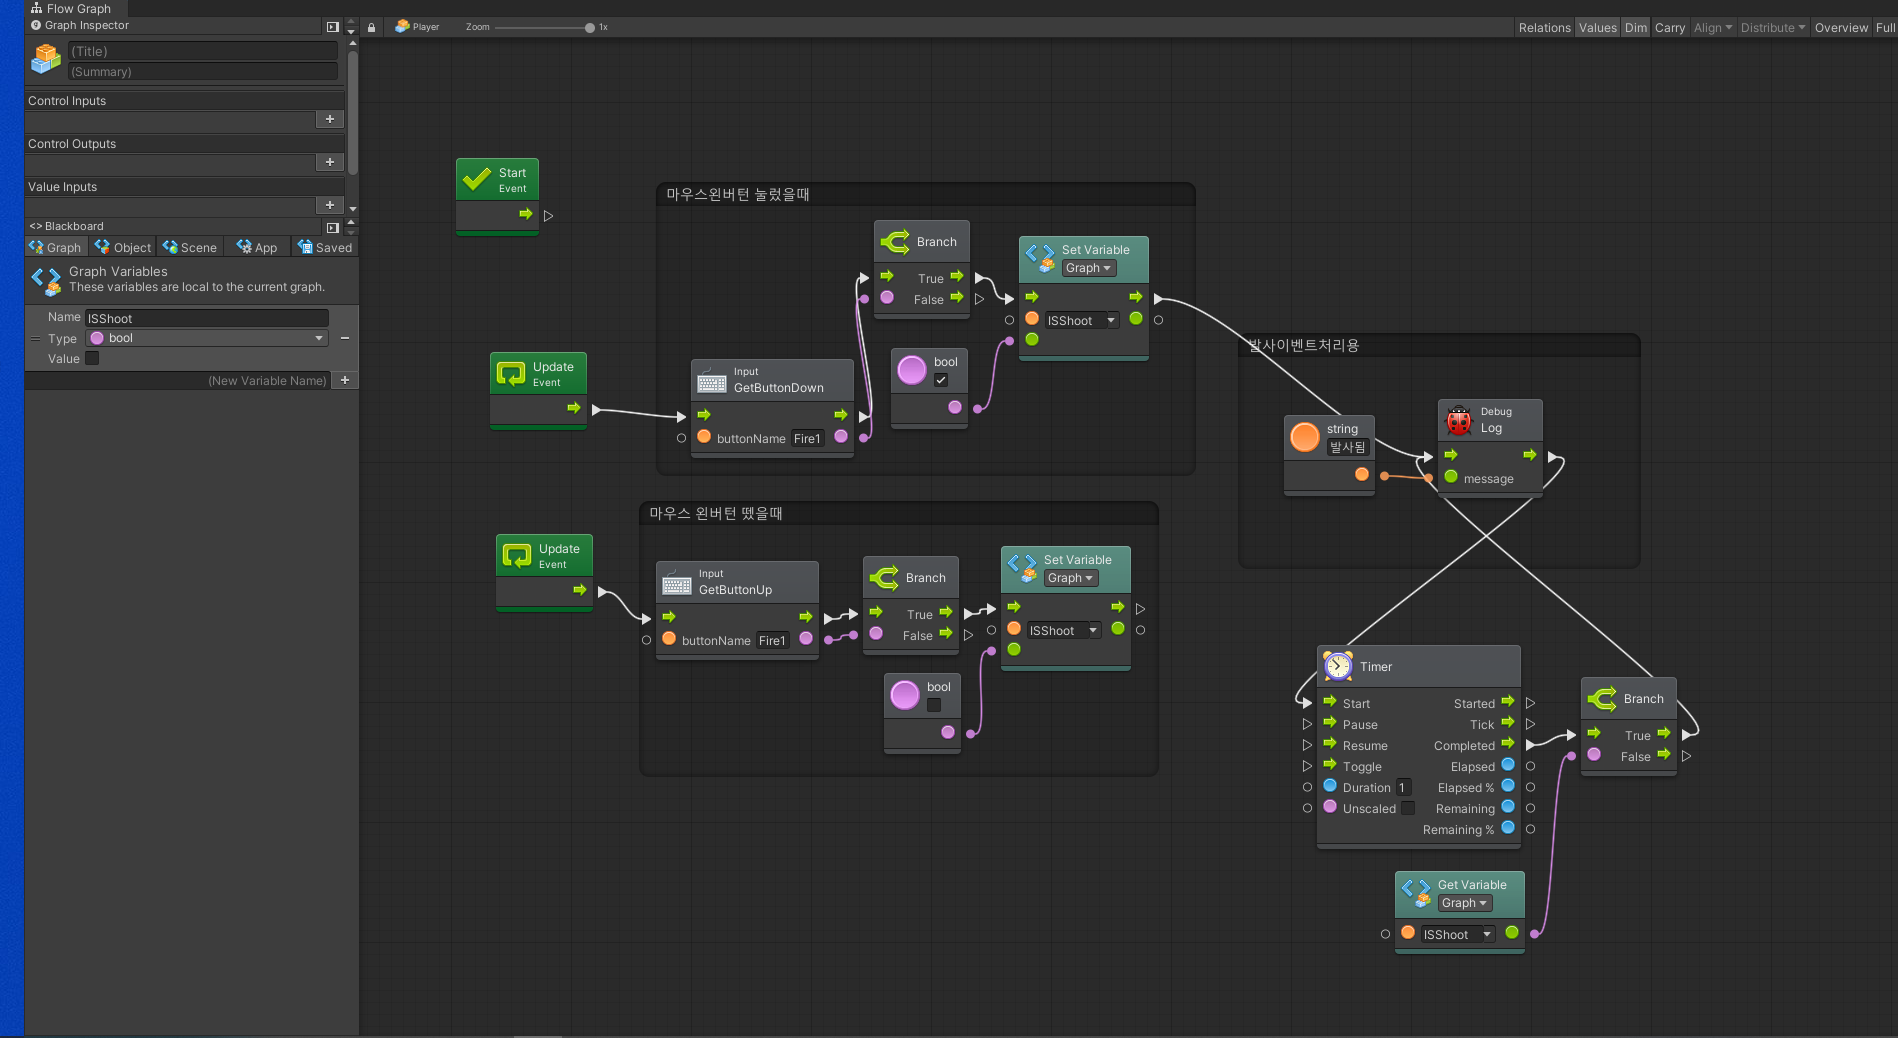 Flow Graph
Graph Inspector
(Title)
(Summary)
Control Inputs
+
Control Outputs
+
Value Inputs
+
<> Blackboard
Graph
Object
Scene
App
Saved
Graph Variables
These variables are local to the current graph.
Name
ISShoot
Type
bool
Value
(New Variable Name)
+
Player
Zoom
1x
Relations
Values
Dim
Carry
Align
Distribute
Overview
Full
Start
Event
마우스왼버턴 눌렀을때
Branch
True
False
Set Variable
Graph
ISShoot
bool
Update
Event
Input
GetButtonDown
buttonName
Fire1
발사이벤트처리용
string
발사됨
Debug
Log
message
마우스 왼버턴 뗐을때
Update
Event
Input
GetButtonUp
buttonName
Fire1
Branch
True
False
Set Variable
Graph
ISShoot
bool
Timer
Start
Started
Pause
Tick
Resume
Completed
Toggle
Elapsed
Duration
1
Elapsed %
Unscaled
Remaining
Remaining %
Branch
True
False
Get Variable
Graph
ISShoot